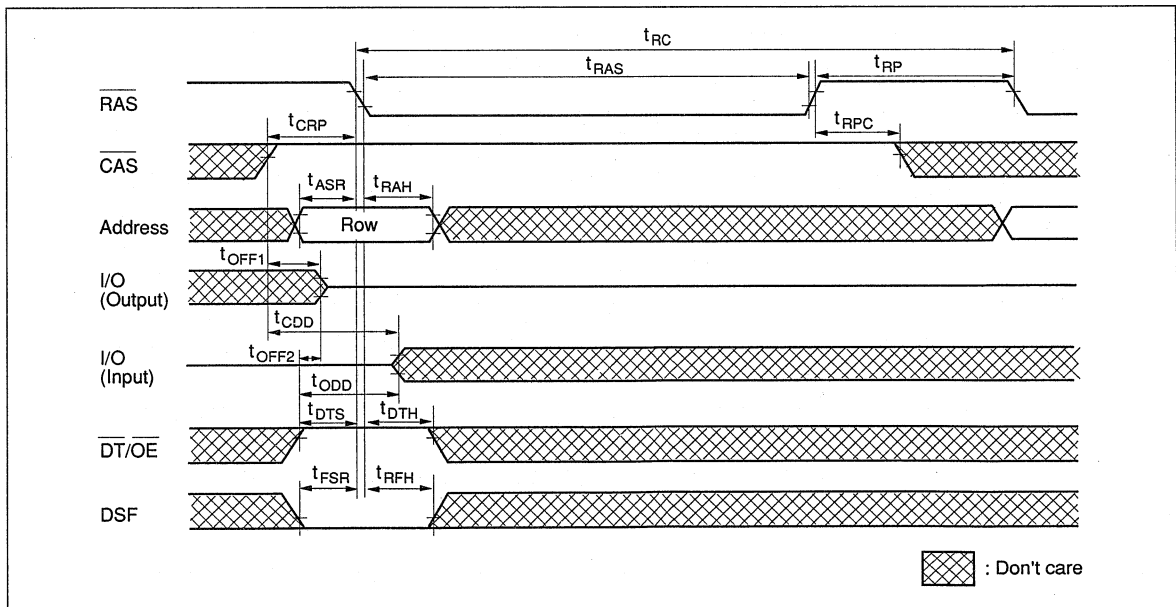 tRC
tRAS
tRP
RAS
tCRP
tRPC
CAS
tASR
tRAH
Address
Row
tOFF1
I/O
(Output)
tCDD
I/O
(Input)
tOFF2
tODD
tDTS
tDTH
DT/OE
tFSR
tRFH
DSF
: Don't care